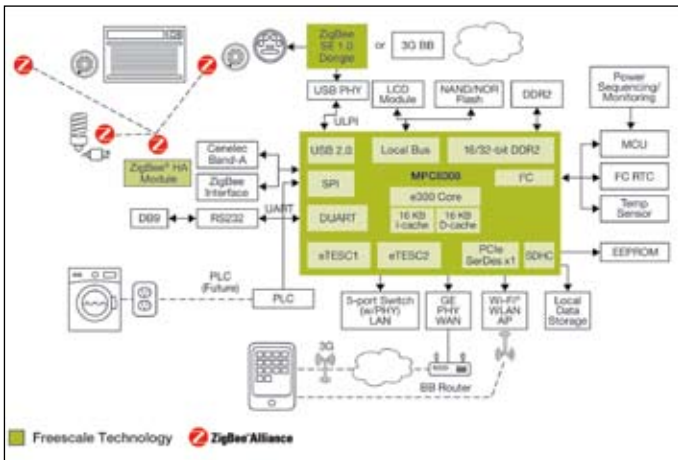 ZigBee
SE 1.0
Dongle
or
3G BB
USB PHY
LCD
Module
NAND/NOR
Flash
DDR2
Power
Sequencing/
Monitoring
ULPI
ZigBee® HA
Module
Cenelec
Band-A
ZigBee
Interface
USB 2.0
Local Bus
16/32-bit DDR2
MPC8308
SPI
e300 Core
I²C
MCU
DUART
16 KB
I-cache
16 KB
D-cache
Temp
Sensor
DB9
RS232
UART
eTESC1
eTESC2
PCIe
SerDes x1
SDHC
EEPROM
PLC
(Future)
PLC
5-port Switch
(w/PHY)
LAN
GE
PHY
WAN
Wi-Fi®
WLAN
AP
Local
Data
Storage
3G
BB Router
Freescale Technology
ZigBee Alliance